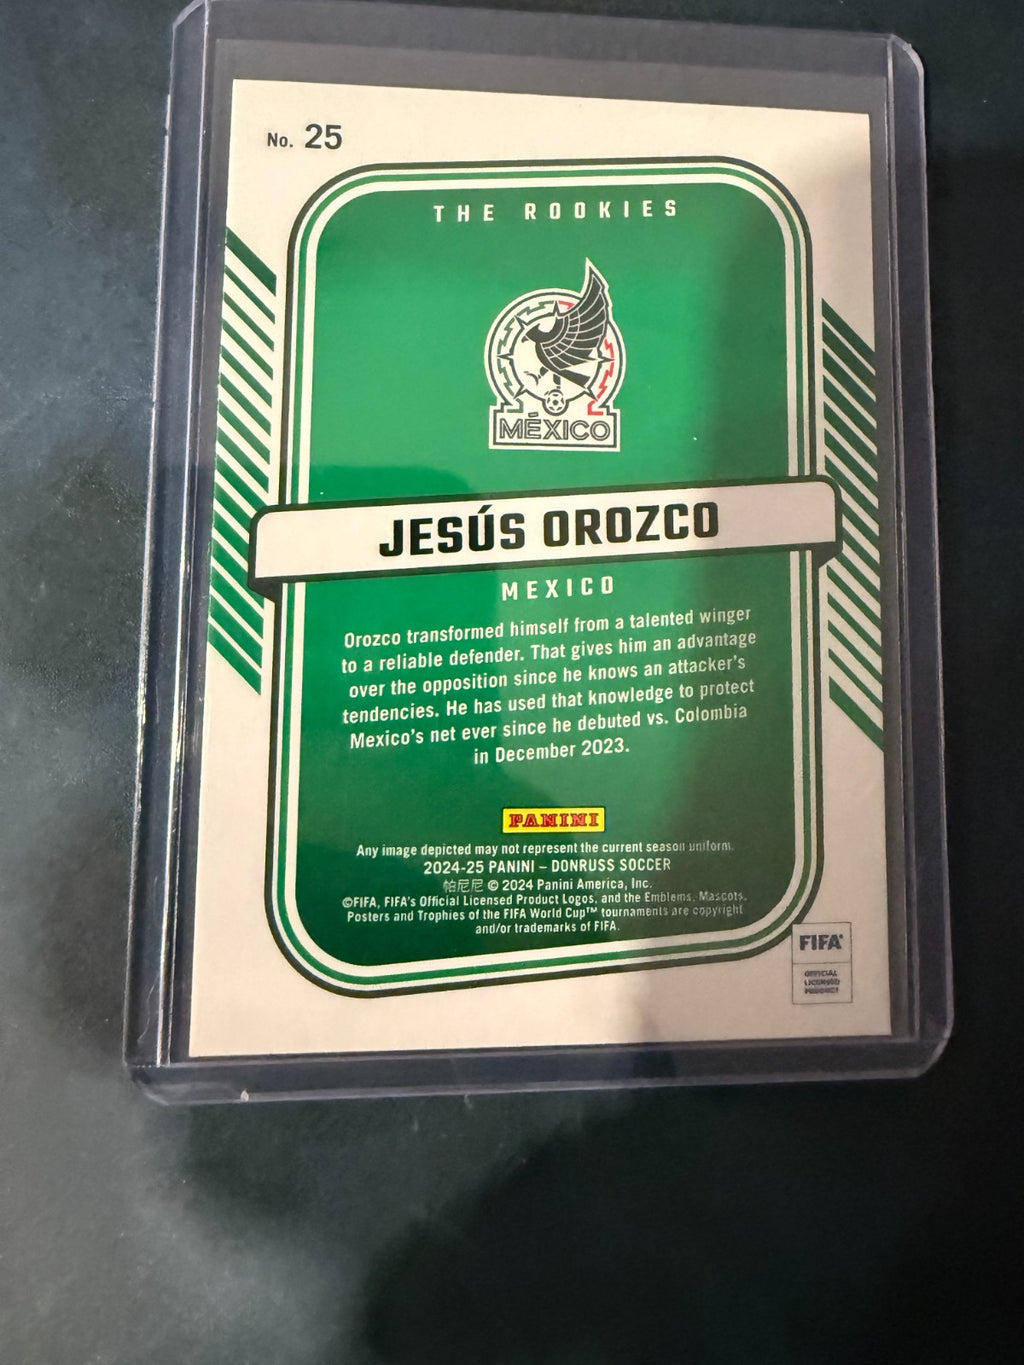 No. 25
THE ROOKIES
MÉXICO
JESÚS OROZCO
MEXICO
Orozco transformed himself from a talented winger
to a reliable defender. That gives him an advantage
over the opposition since he knows an attacker's
tendencies. He has used that knowledge to protect
Mexico's net ever since he debuted vs. Colombia
in December 2023.
PANINI
Any image depicted may not represent the current season uniform.
2024-25 PANINI – DONRUSS SOCCER
帕尼尼 © 2024 Panini America, Inc.
©FIFA, FIFA's Official Licensed Product Logos, and the Emblems, Mascots,
Posters and Trophies of the FIFA World Cup™ tournaments are copyright
and/or trademarks of FIFA.
FIFA®
OFFICIAL
LICENSED
PRODUCT